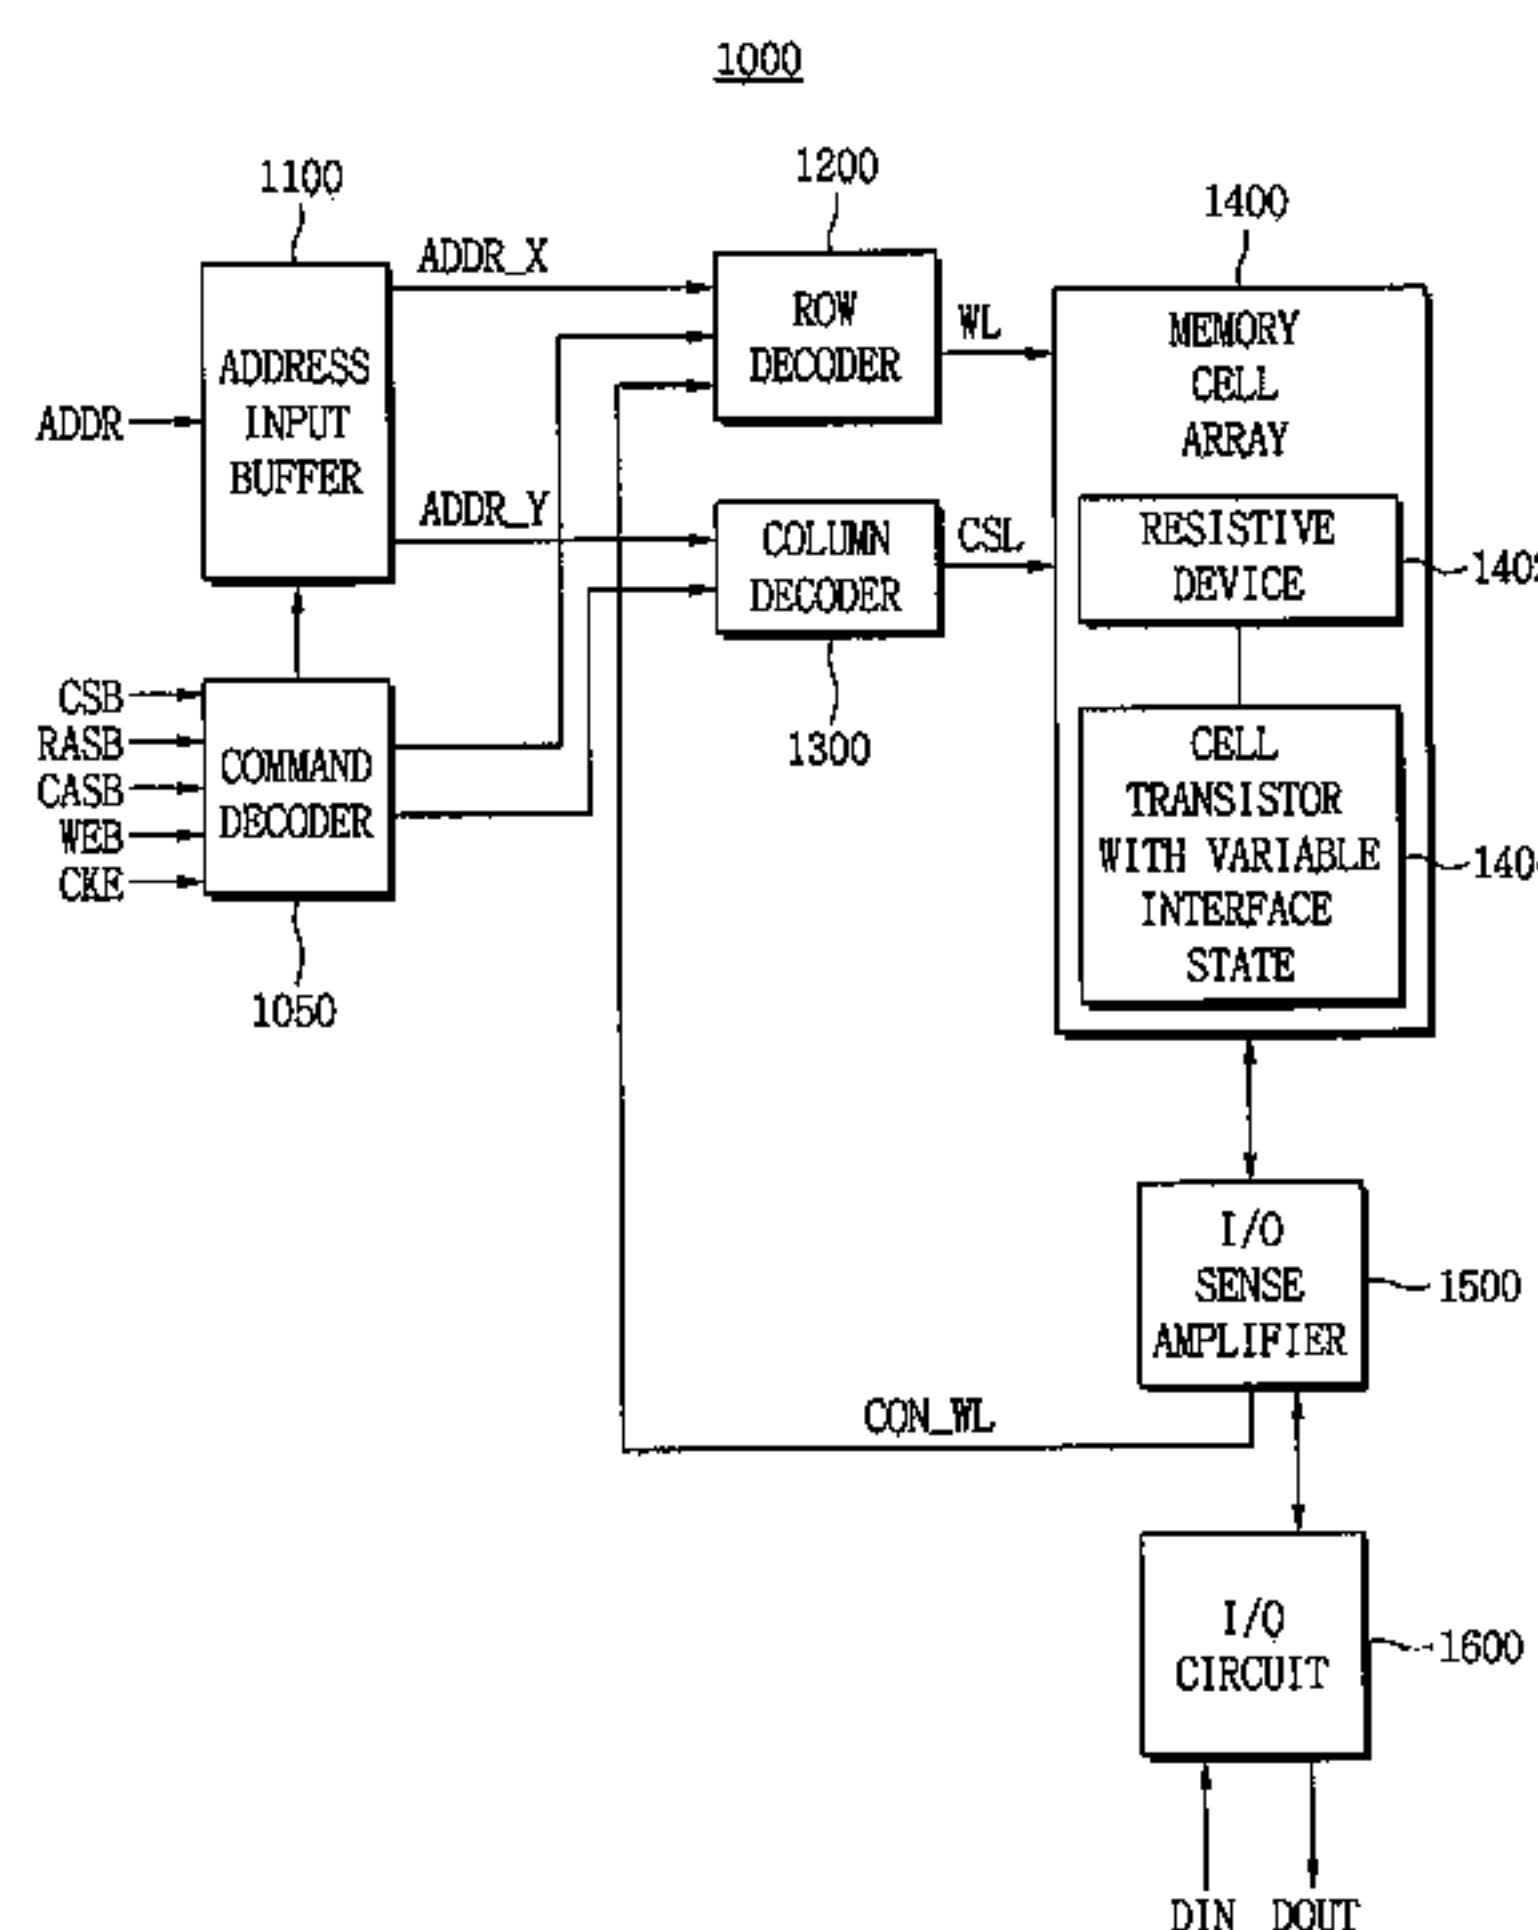 1000
1100
1200
1400
ADDR_X
ADDRESS
INPUT
BUFFER
ADDR
ROW
DECODER
WL
MEMORY
CELL
ARRAY
ADDR_Y
COLUMN
DECODER
CSL
RESISTIVE
DEVICE
1300
CSB
RASB
CASB
WEB
CKE
COMMAND
DECODER
1050
CELL
TRANSISTOR
WITH VARIABLE
INTERFACE
STATE
I/O
SENSE
AMPLIFIER
1500
CON_WL
I/O
CIRCUIT
1600
DIN
DOUT